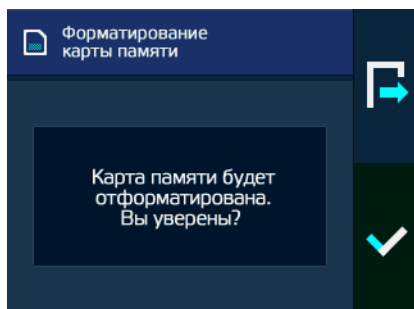 Форматирование
карты памяти
Карта памяти будет
отформатирована.
Вы уверены?